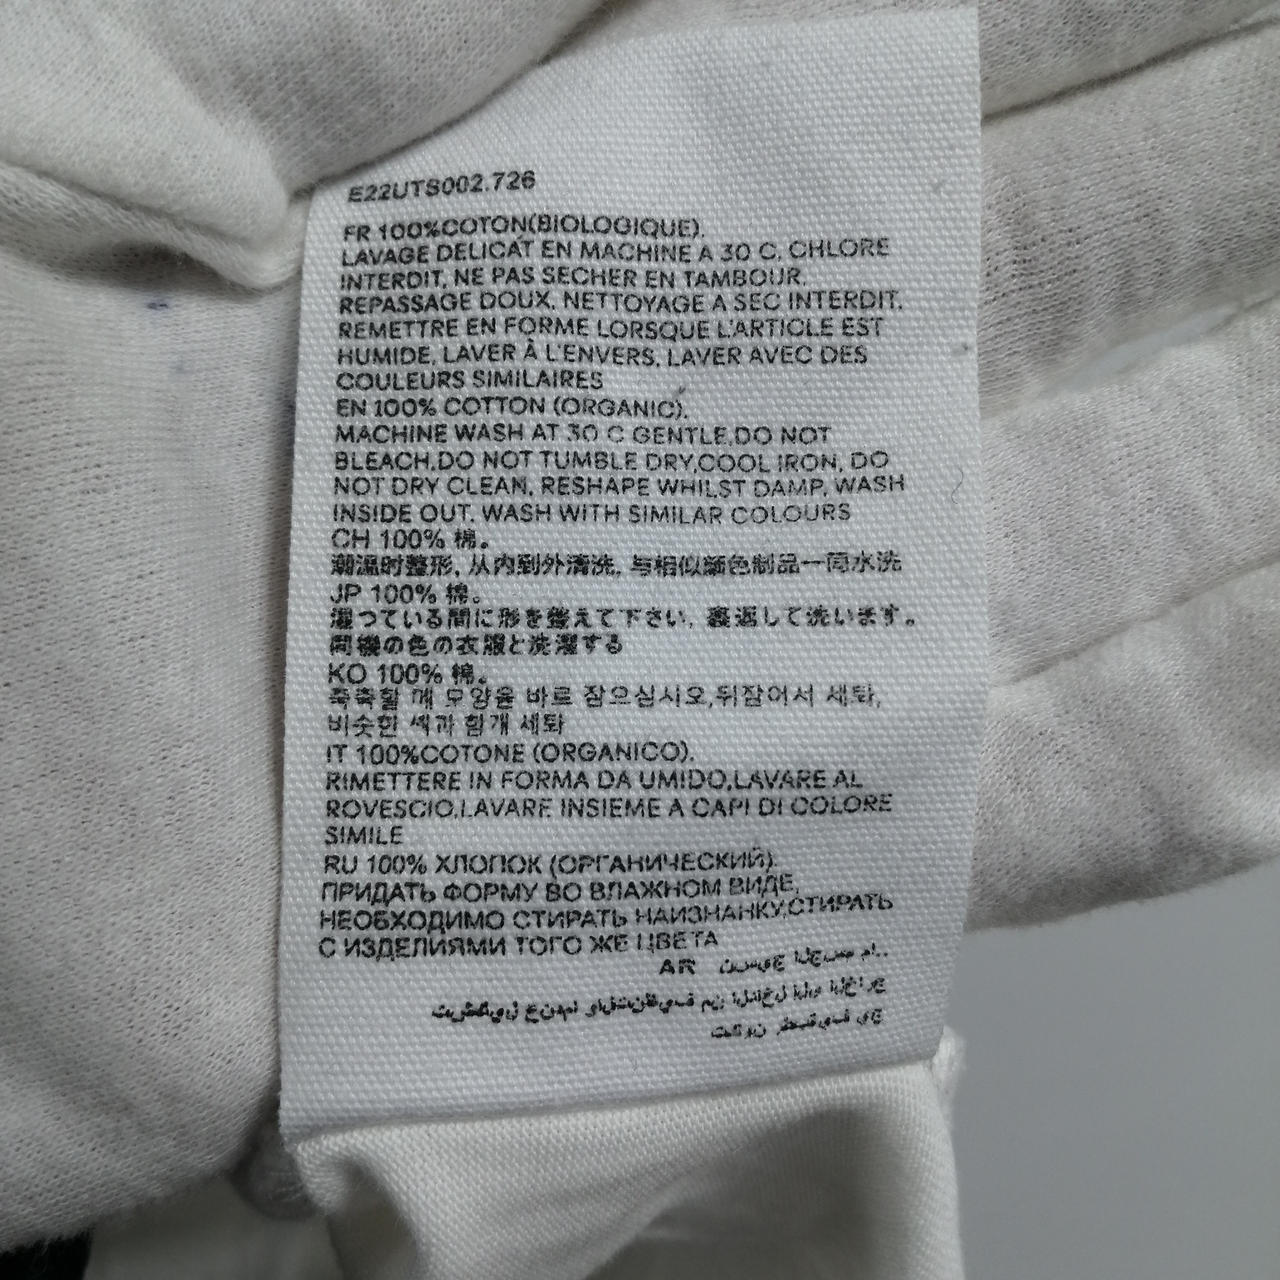 E22UTS002.726
FR 100%COTON(BIOLOGIQUE).
LAVAGE DELICAT EN MACHINE A 30 C, CHLORE
INTERDIT, NE PAS SECHER EN TAMBOUR.
REPASSAGE DOUX, NETTOYAGE A SEC INTERDIT.
REMETTRE EN FORME LORSQUE L'ARTICLE EST
HUMIDE, LAVER À L'ENVERS, LAVER AVEC DES
COULEURS SIMILAIRES
EN 100% COTTON (ORGANIC).
MACHINE WASH AT 30 C GENTLE,DO NOT
BLEACH,DO NOT TUMBLE DRY,COOL IRON, DO
NOT DRY CLEAN, RESHAPE WHILST DAMP, WASH
INSIDE OUT, WASH WITH SIMILAR COLOURS
CH 100% 棉。
潮湿时整形, 从内到外清洗, 与相似颜色制品一同水洗
JP 100% 棉。
湿っている間に形を整えて下さい, 裏返して洗います。
同機の色の衣服と洗濯する
KO 100% 棉。
축축할 때 모양을 바로 잡으십시오,뒤잡어서 세탁,
비슷한 색과 함개 세탁
IT 100%COTONE (ORGANICO).
RIMETTERE IN FORMA DA UMIDO,LAVARE AL
ROVESCIO,LAVARE INSIEME A CAPI DI COLORE
SIMILE
RU 100% ХЛОПОК (ОРГАНИЧЕСКИЙ).
ПРИДАТЬ ФОРМУ ВО ВЛАЖНОМ ВИДЕ,
НЕОБХОДИМО СТИРАТЬ НАИЗНАНКУ,СТИРАТЬ
С ИЗДЕЛИЯМИ ТОГО ЖЕ ЦВЕТА
AR